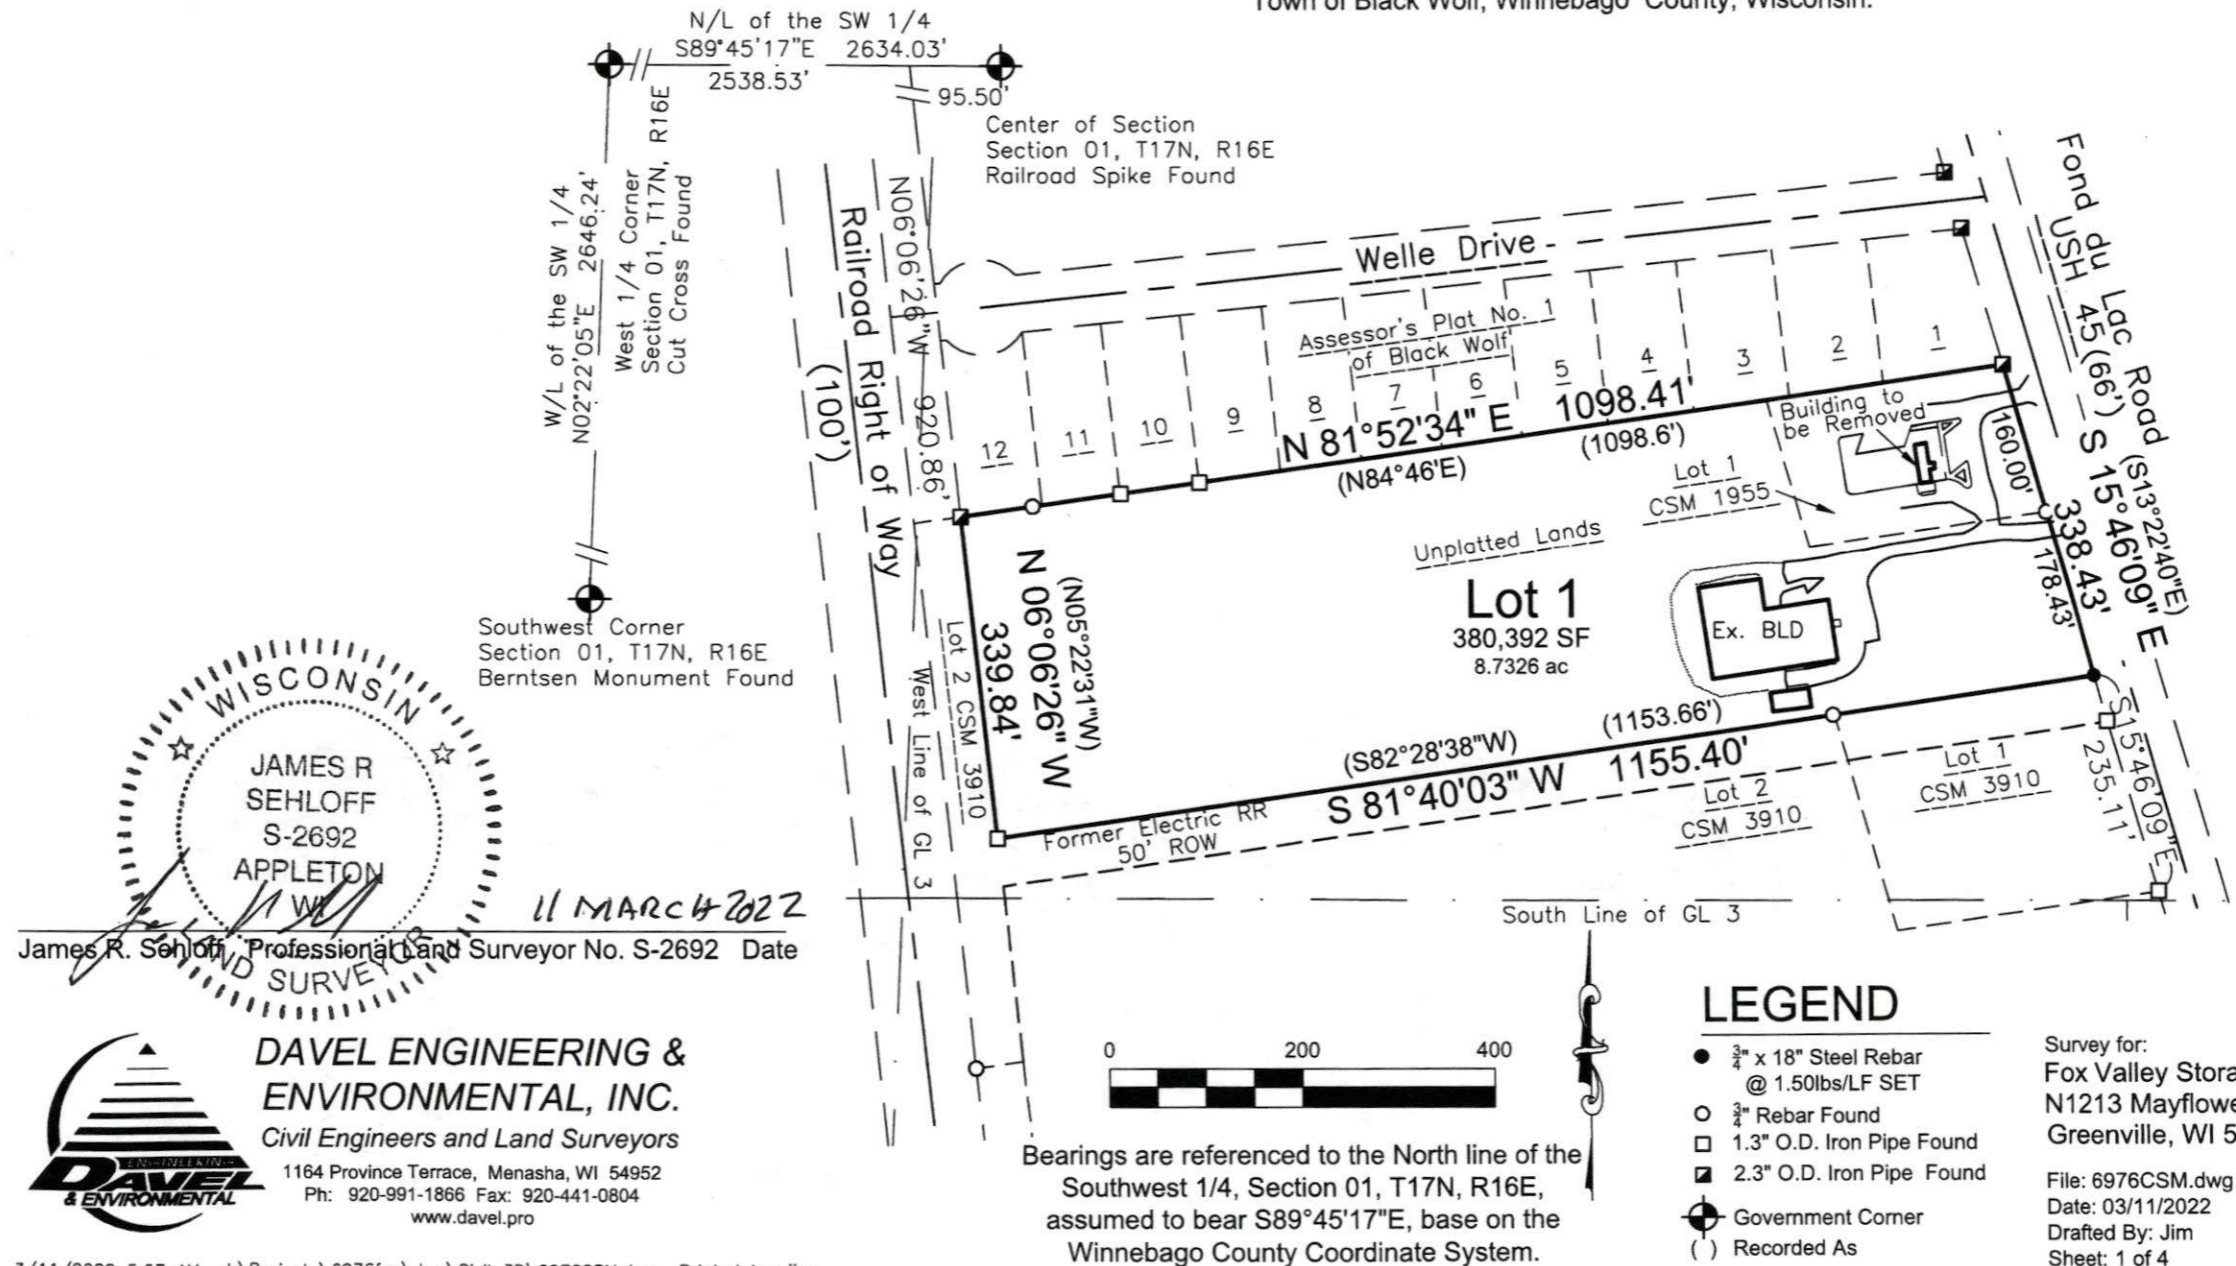 Town of Black Wolf, Winnebago County, Wisconsin.
N/L of the SW 1/4
S89°45'17"E 2634.03'
2538.53'
95.50'
Center of Section
Section 01, T17N, R16E
Railroad Spike Found
W/L of the SW 1/4
N02°22'05"E 2646.24'
West 1/4 Corner
Section 01, T17N, R16E
Cut Cross Found
Southwest Corner
Section 01, T17N, R16E
Berntsen Monument Found
N06°06'26"W 920.86'
Railroad Right of Way
(100')
Welle Drive
Fond du Lac Road
USH 45(66')
S 15°46'09" E
(S13°22'40"E)
338.43'
160.00'
178.43'
Assessor's Plat No. 1
of Black Wolf
12
11
10
9
8
7
6
5
4
3
2
1
N 81°52'34" E 1098.41'
(N84°46'E)
(1098.6')
Building to
be Removed
Lot 1
CSM 1955
Unplatted Lands
Lot 1
380,392 SF
8.7326 ac
Ex. BLD
(N05°22'31"W)
N 06°06'26" W
339.84'
Lot 2 CSM 3910
West Line of GL 3
(S82°28'38"W)
(1153.66')
S 81°40'03" W 1155.40'
Former Electric RR
50' ROW
Lot 2
CSM 3910
Lot 1
CSM 3910
S15°46'09"E
235.11'
South Line of GL 3
WISCONSIN
JAMES R
SEHLOFF
S-2692
APPLETON
WI
LAND SURVEYOR
11 MARCH 2022
James R. Sehloff Professional Land Surveyor No. S-2692 Date
DAVEL ENGINEERING &
ENVIRONMENTAL, INC.
Civil Engineers and Land Surveyors
1164 Province Terrace, Menasha, WI 54952
Ph: 920-991-1866 Fax: 920-441-0804
www.davel.pro
ENGINEERING
DAVEL
& ENVIRONMENTAL
0 200 400
Bearings are referenced to the North line of the
Southwest 1/4, Section 01, T17N, R16E,
assumed to bear S89°45'17"E, base on the
Winnebago County Coordinate System.
LEGEND
3/4" x 18" Steel Rebar
@ 1.50lbs/LF SET
3/4" Rebar Found
1.3" O.D. Iron Pipe Found
2.3" O.D. Iron Pipe Found
Government Corner
( ) Recorded As
Survey for:
Fox Valley Stora
N1213 Mayflowe
Greenville, WI 5
File: 6976CSM.dwg
Date: 03/11/2022
Drafted By: Jim
Sheet: 1 of 4